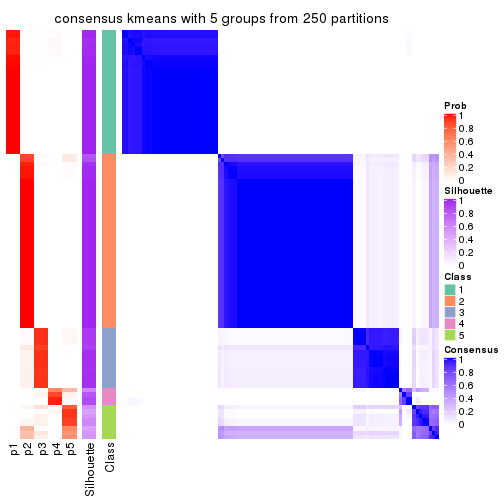 consensus kmeans with 5 groups from 250 partitions
Prob
1
0.8
0.6
0.4
0.2
0
Silhouette
1
0.8
0.6
0.4
0.2
0
Class
1
2
3
4
5
Consensus
1
0.8
0.6
0.4
0.2
0
p1
p2
p3
p4
p5
Silhouette
Class